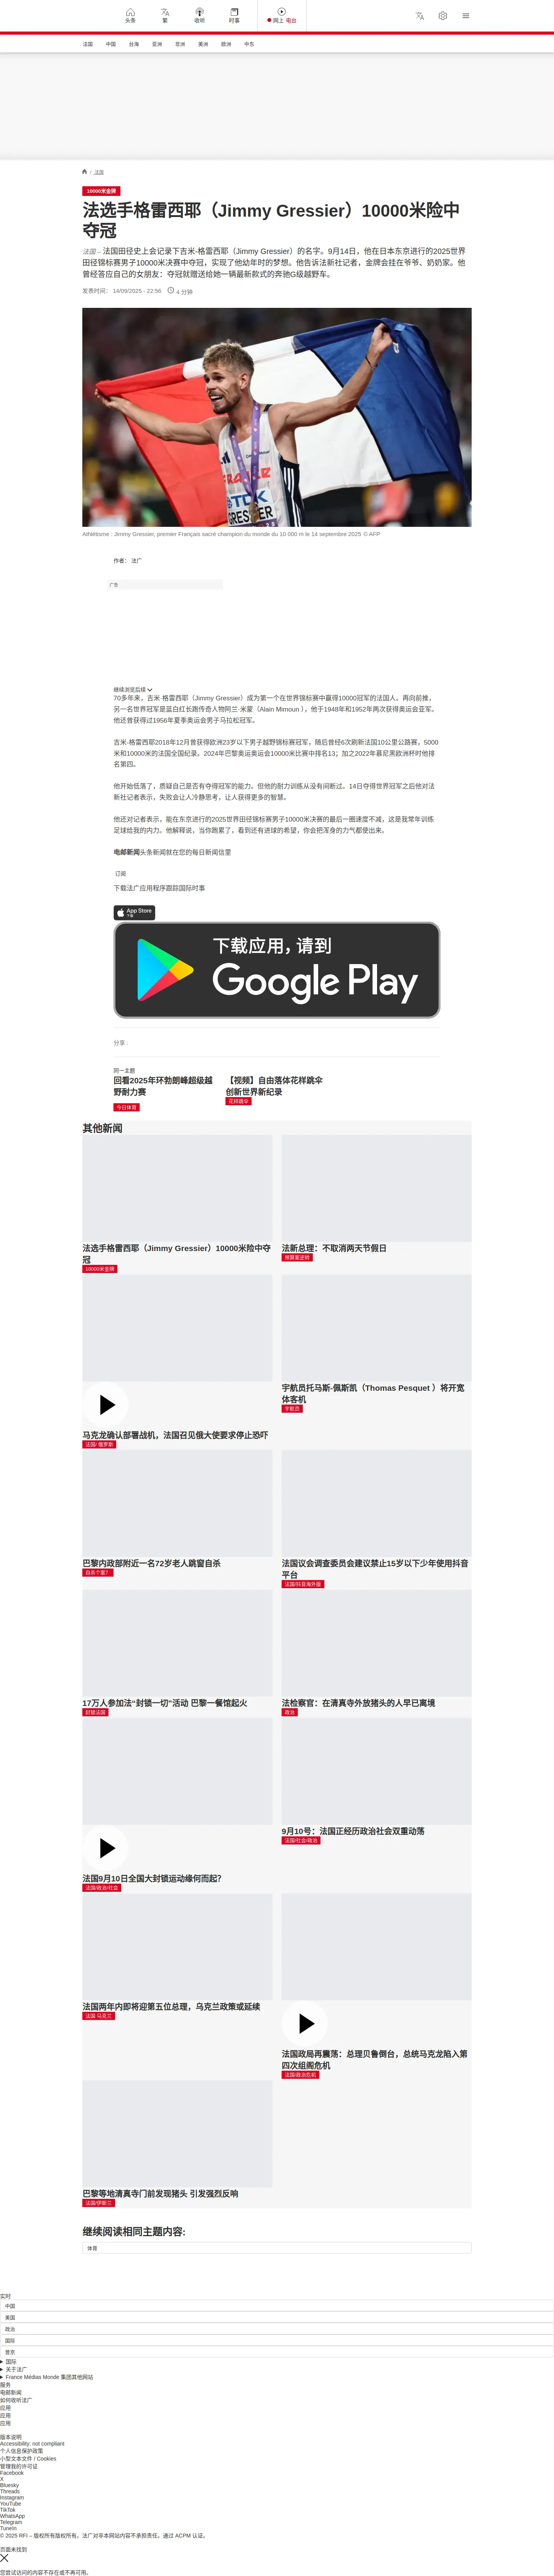 头条
繁
收听
时事
网上 电台
法国
中国
台海
亚洲
非洲
美洲
欧洲
中东
/ 法国
10000米金牌
法选手格雷西耶（Jimmy Gressier）10000米险中
夺冠
法国 – 法国田径史上会记录下吉米-格雷西耶（Jimmy Gressier）的名字。9月14日，他在日本东京进行的2025世界
田径锦标赛男子10000米决赛中夺冠，实现了他幼年时的梦想。他告诉法新社记者，金牌会挂在爷爷、奶奶家。他
曾经答应自己的女朋友：夺冠就赠送给她一辆最新款式的奔驰G级越野车。
发表时间： 14/09/2025 - 22:56
4 分钟
Athlétisme : Jimmy Gressier, premier Français sacré champion du monde du 10 000 m le 14 septembre 2025 © AFP
作者： 法广
广告
继续浏览后续
70多年来，吉米·格雷西耶（Jimmy Gressier）成为第一个在世界锦标赛中赢得10000冠军的法国人。再向前推，
另一名世界冠军是蓝白红长跑传奇人物阿兰·米蒙（Alain Mimoun ），他于1948年和1952年两次获得奥运会亚军。
他还曾获得过1956年夏季奥运会男子马拉松冠军。
吉米-格雷西耶2018年12月曾获得欧洲23岁以下男子越野锦标赛冠军，随后曾经6次刷新法国10公里公路赛，5000
米和10000米的法国全国纪录。2024年巴黎奥运奥运会10000米比赛中排名13；加之2022年慕尼黑欧洲杯时他排
名第四。
他开始低落了，质疑自己是否有夺得冠军的能力。但他的耐力训练从没有间断过。14日夺得世界冠军之后他对法
新社记者表示，失败会让人冷静思考，让人获得更多的智慧。
他还对记者表示，能在东京进行的2025世界田径锦标赛男子10000米决赛的最后一圈速度不减，这是我常年训练
足球给我的内力。他解释说，当你跑累了，看到还有进球的希望，你会把浑身的力气都使出来。
电邮新闻头条新闻就在您的每日新闻信里
订阅
下载法广应用程序跟踪国际时事
App Store
下载
下载应用，请到
Google Play
分享 :
同一主题
回看2025年环勃朗峰超级越
野耐力赛
今日体育
【视频】自由落体花样跳伞
创新世界新纪录
花样跳伞
其他新闻
法选手格雷西耶（Jimmy Gressier）10000米险中夺
冠
10000米金牌
法新总理：不取消两天节假日
预算案逆转
马克龙确认部署战机，法国召见俄大使要求停止恐吓
法国/ 俄罗斯
宇航员托马斯-佩斯凯（Thomas Pesquet ）将开宽
体客机
宇航员
巴黎内政部附近一名72岁老人跳窗自杀
自杀个案?
法国议会调查委员会建议禁止15岁以下少年使用抖音
平台
法国/抖音海外版
17万人参加法“封锁一切”活动 巴黎一餐馆起火
封锁法国
法检察官：在清真寺外放猪头的人早已离境
政治
法国9月10日全国大封锁运动缘何而起?
法国/政治/社会
9月10号：法国正经历政治社会双重动荡
法国/社会/政治
法国两年内即将迎第五位总理，乌克兰政策或延续
法国 乌克兰
法国政局再震荡：总理贝鲁倒台，总统马克龙陷入第
四次组阁危机
法国/政治危机
巴黎等地清真寺门前发现猪头 引发强烈反响
法国/伊斯兰
继续阅读相同主题内容:
体育
实时
中国
美国
政治
国际
普京
国际
关于法广
France Médias Monde 集团其他网站
服务
电邮新闻
如何收听法广
应用
应用
应用
版本说明
Accessibility: not compliant
个人信息保护政策
小型文本文件 / Cookies
管理我的许可证
Facebook
X
Bluesky
Threads
Instagram
YouTube
TikTok
WhatsApp
Telegram
TuneIn
© 2025 RFI – 版权所有版权所有。法广对非本网站内容不承担责任。通过 ACPM 认证。
页面未找到
您尝试访问的内容不存在或不再可用。